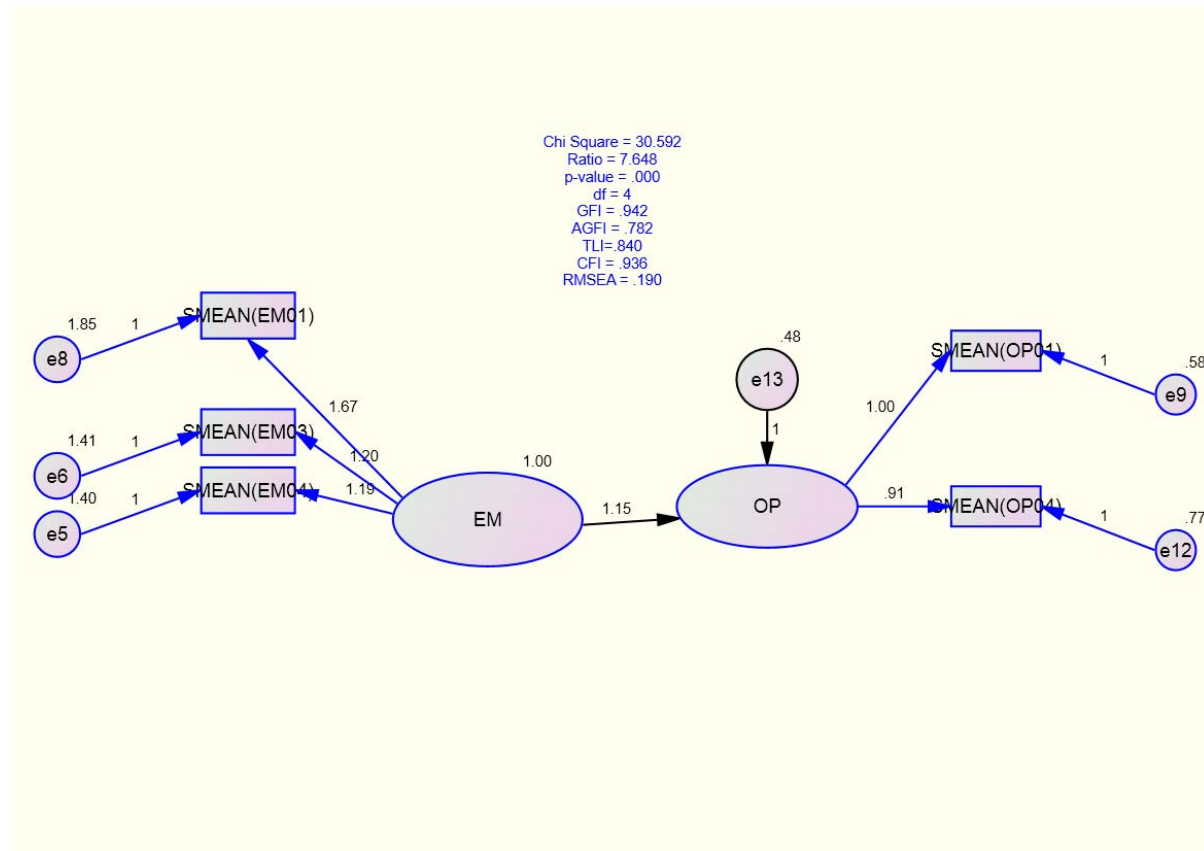 Chi Square = 30.592
Ratio = 7.648
p-value = .000
df = 4
GFI = .942
AGFI = .782
TLI=.840
CFI = .936
RMSEA = .190
1.85
1
SMEAN(EM01)
e8
1.67
1.41
1
SMEAN(EM03)
e6
1.20
1.40
1
SMEAN(EM04)
e5
1.19
1.00
EM
1.15
.48
e13
1
OP
1.00
SMEAN(OP01)
1
.58
e9
.91
SMEAN(OP04)
1
.77
e12